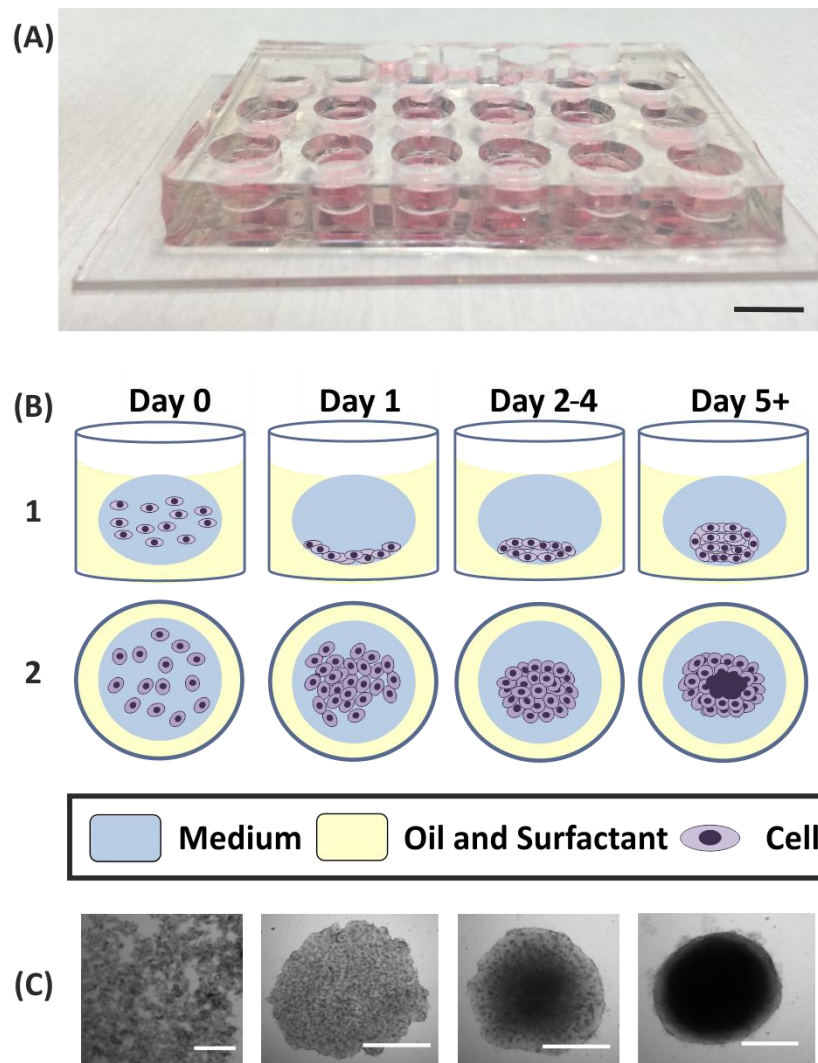 (A)
(B)
Day 0 Day 1 Day 2-4 Day 5+
1
2
Medium Oil and Surfactant Cell
(C)